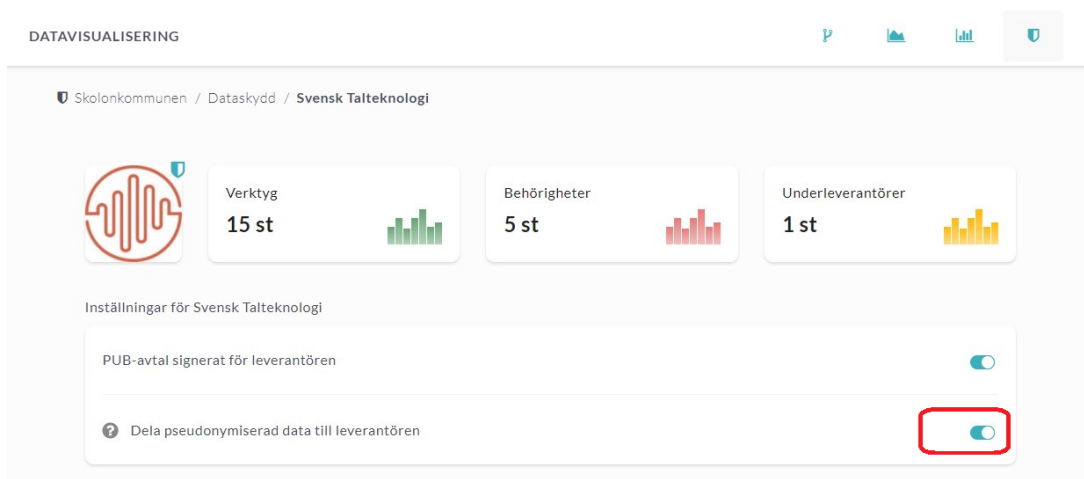 DATAVISUALISERING
Skolonkommunen / Dataskydd / Svensk Talteknologi
Verktyg
15 st
Behörigheter
5 st
Underleverantörer
1 st
Inställningar för Svensk Talteknologi
PUB-avtal signerat för leverantören
? Dela pseudonymiserad data till leverantören